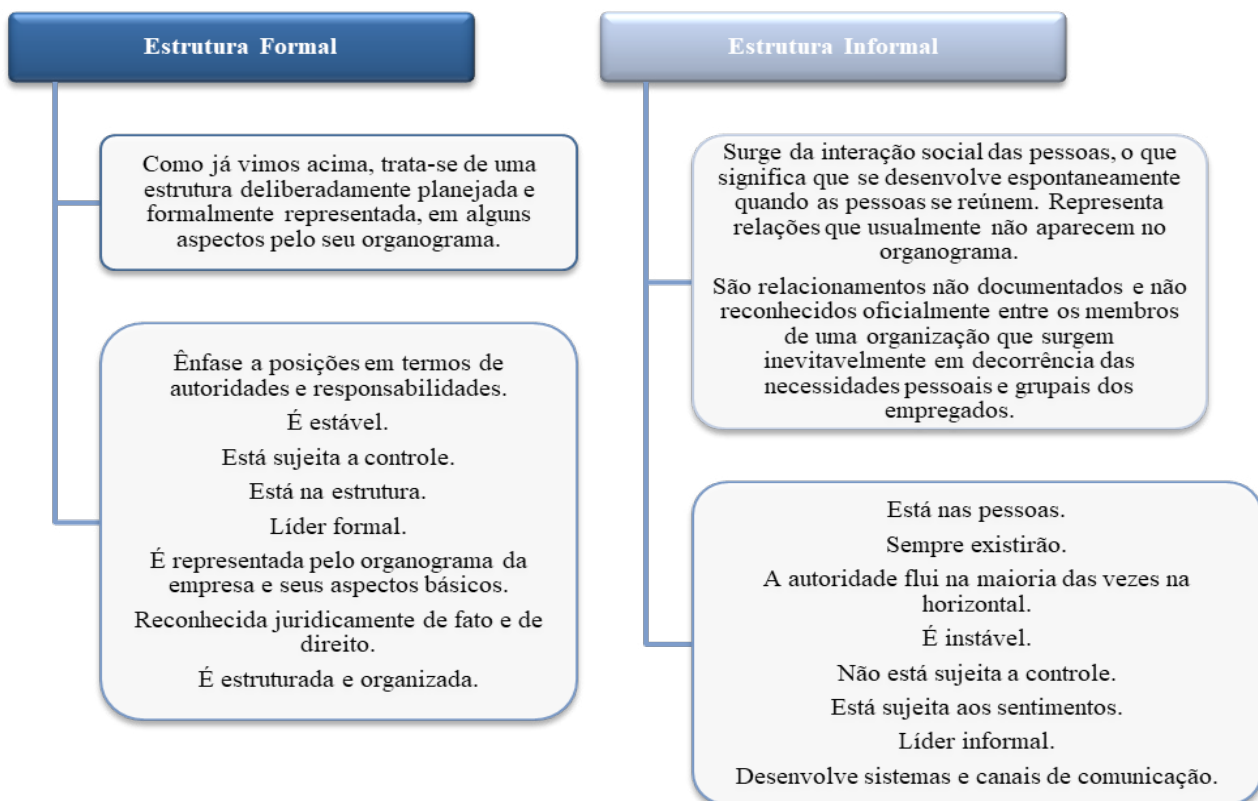 Estrutura Formal
Como já vimos acima, trata-se de uma
estrutura deliberadamente planejada e
formalmente representada, em alguns
aspectos pelo seu organograma.
Ênfase a posições em termos de
autoridades e responsabilidades.
É estável.
Está sujeita a controle.
Está na estrutura.
Líder formal.
É representada pelo organograma da
empresa e seus aspectos básicos.
Reconhecida juridicamente de fato e de
direito.
É estruturada e organizada.
Estrutura Informal
Surge da interação social das pessoas, o que
significa que se desenvolve espontaneamente
quando as pessoas se reúnem. Representa
relações que usualmente não aparecem no
organograma.
São relacionamentos não documentados e não
reconhecidos oficialmente entre os membros
de uma organização que surgem
inevitavelmente em decorrência das
necessidades pessoais e grupais dos
empregados.
Está nas pessoas.
Sempre existirão.
A autoridade flui na maioria das vezes na
horizontal.
É instável.
Não está sujeita a controle.
Está sujeita aos sentimentos.
Líder informal.
Desenvolve sistemas e canais de comunicação.